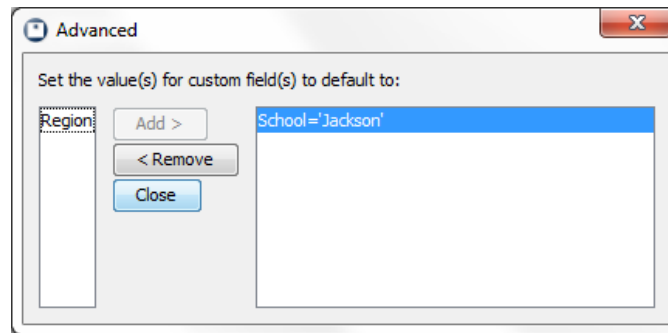 Advanced
Set the value(s) for custom field(s) to default to:
Region
Add >
School='Jackson'
< Remove
Close